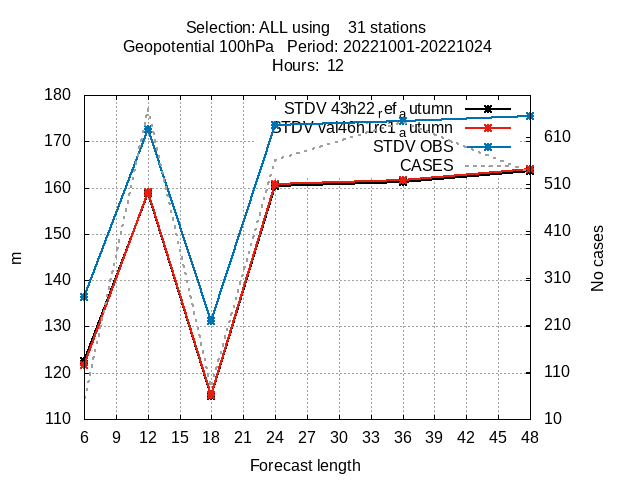 Selection: ALL using 31 stations
Geopotential 100hPa Period: 20221001-20221024
Hours: 12
180
170
160
150
140
130
120
110
m
STDV 43h22_ref_autumn
STDV val46h1rc1_autumn
STDV OBS
CASES
610
510
410
310
210
110
10
No cases
6 9 12 15 18 21 24 27 30 33 36 39 42 45 48
Forecast length